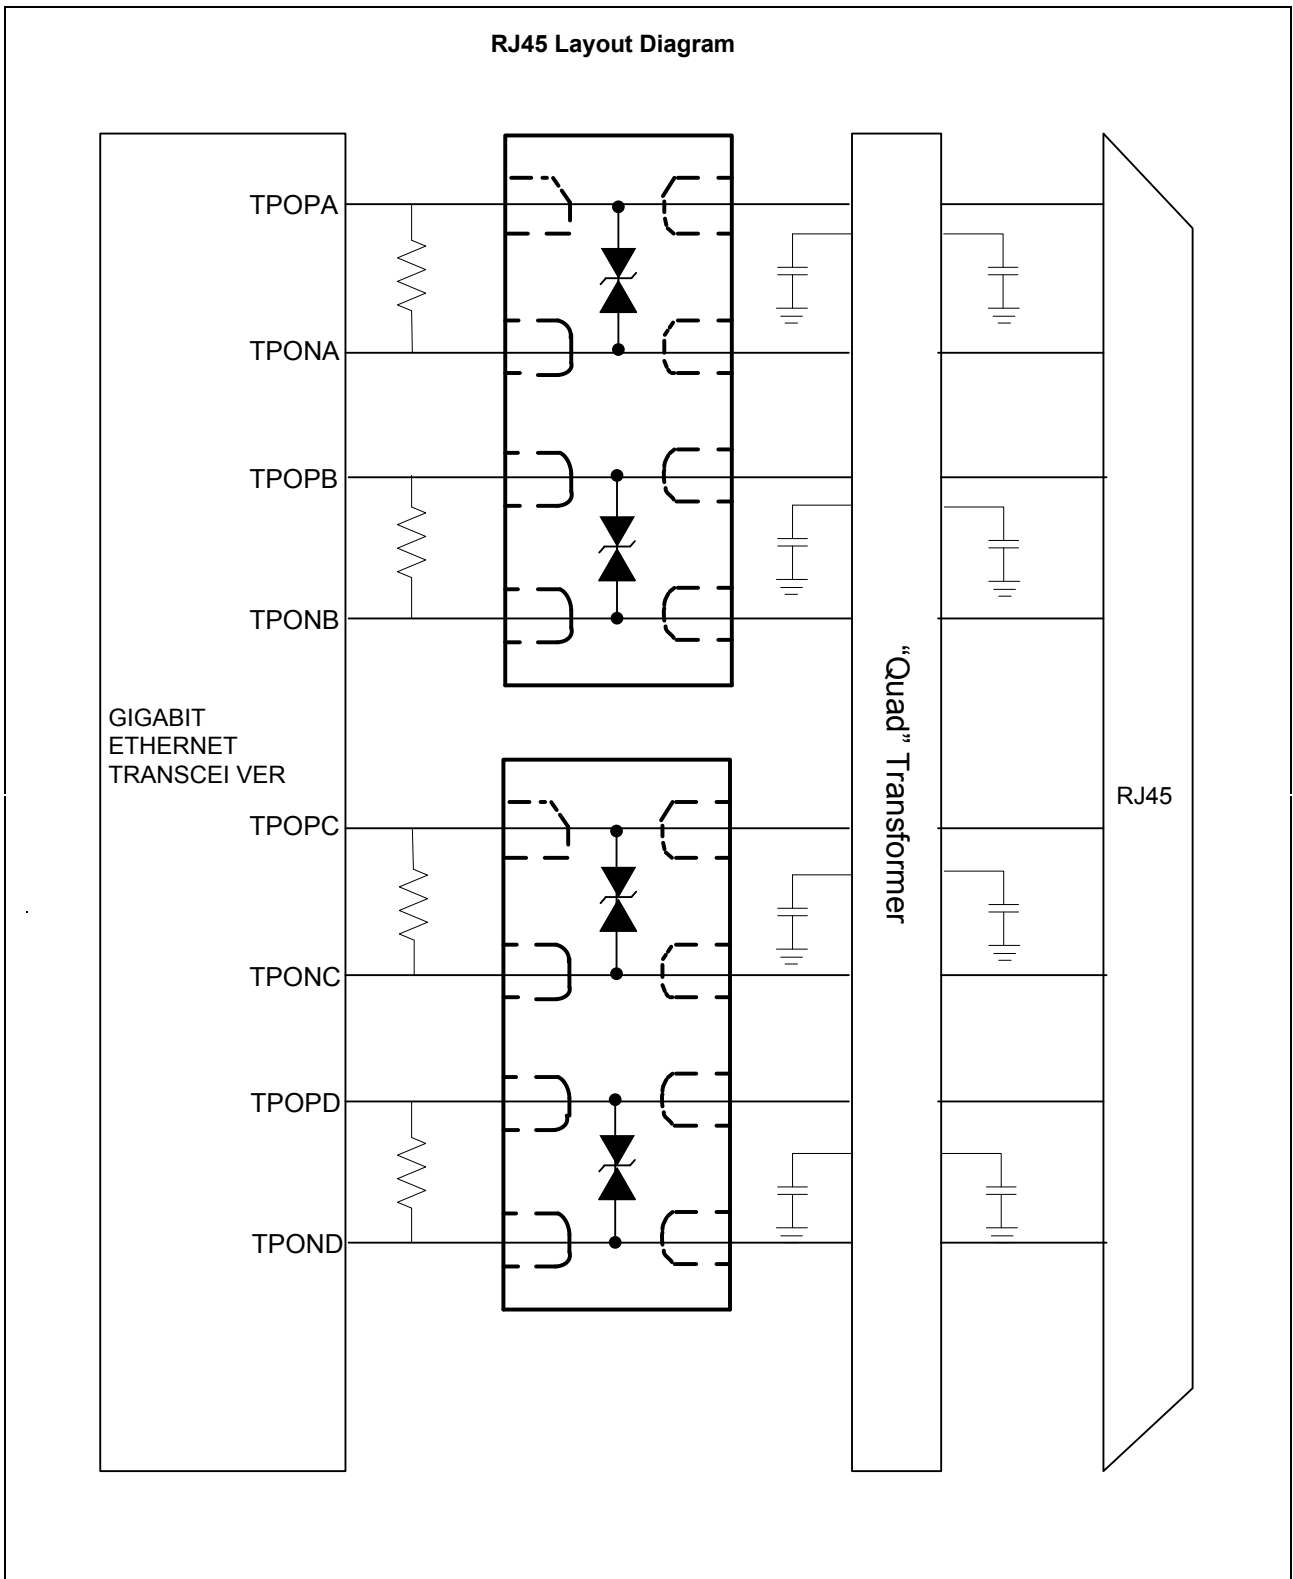 RJ45 Layout Diagram
TPOPA
TPONA
TPOPB
TPONB
GIGABIT
ETHERNET
TRANSCEI VER
"Quad" Transformer
RJ45
TPOPC
TPONC
TPOPD
TPOND